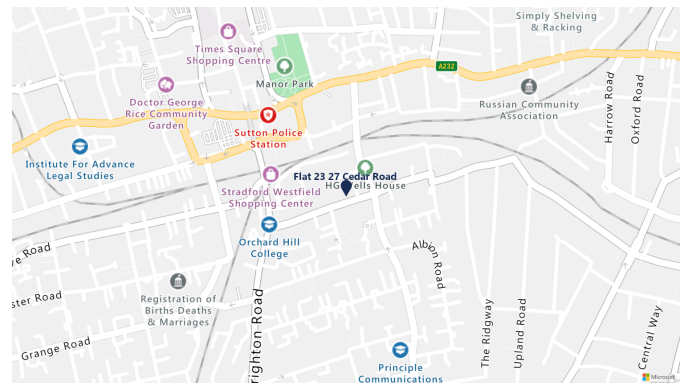 Simply Shelving
& Racking
Times Square
Shopping Centre
A232
Manor Park
Doctor George
Rice Community
Garden
Russian Community
Association
Harrow Road
Oxford Road
Sutton Police
Station
Institute For Advance
Legal Studies
Flat 23 27 Cedar Road
HG Wells House
Stradford Westfield
Shopping Center
Orchard Hill
College
Albion Road
ve Road
ster Road
Registration of
Births Deaths
& Marriages
Grange Road
righton Road
The Ridgway
Upland Road
Central Way
Principle
Communications
Microsoft